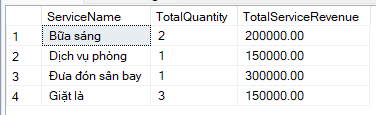 ServiceName TotalQuantity TotalServiceRevenue
1 Bữa sáng 2 200000.00
2 Dịch vụ phòng 1 150000.00
3 Đưa đón sân bay 1 300000.00
4 Giặt là 3 150000.00